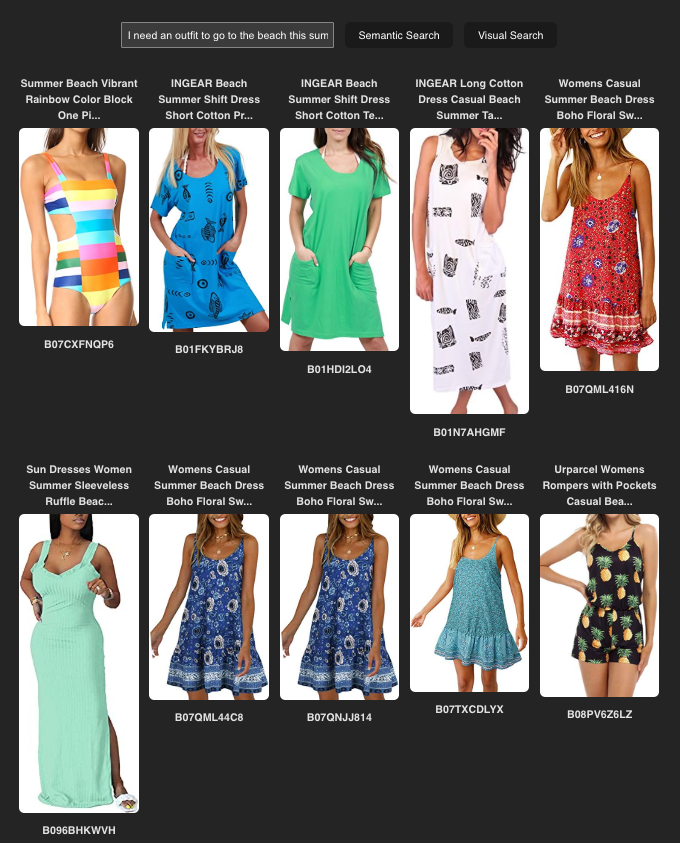 I need an outfit to go to the beach this sum
Semantic Search
Visual Search
Summer Beach Vibrant
Rainbow Color Block
One Pi...
INGEAR Beach
Summer Shift Dress
Short Cotton Pr...
INGEAR Beach
Summer Shift Dress
Short Cotton Te...
INGEAR Long Cotton
Dress Casual Beach
Summer Ta...
Womens Casual
Summer Beach Dress
Boho Floral Sw...
B07CXFNQP6
B01FKYBRJ8
B01HDI2LO4
B01N7AHGMF
B07QML416N
Sun Dresses Women
Summer Sleeveless
Ruffle Beac...
Womens Casual
Summer Beach Dress
Boho Floral Sw...
Womens Casual
Summer Beach Dress
Boho Floral Sw...
Womens Casual
Summer Beach Dress
Boho Floral Sw...
Urparcel Womens
Rompers with Pockets
Casual Bea...
B096BHKWVH
B07QML44C8
B07QNJJ814
B07TXCDLYX
B08PV6Z6LZ